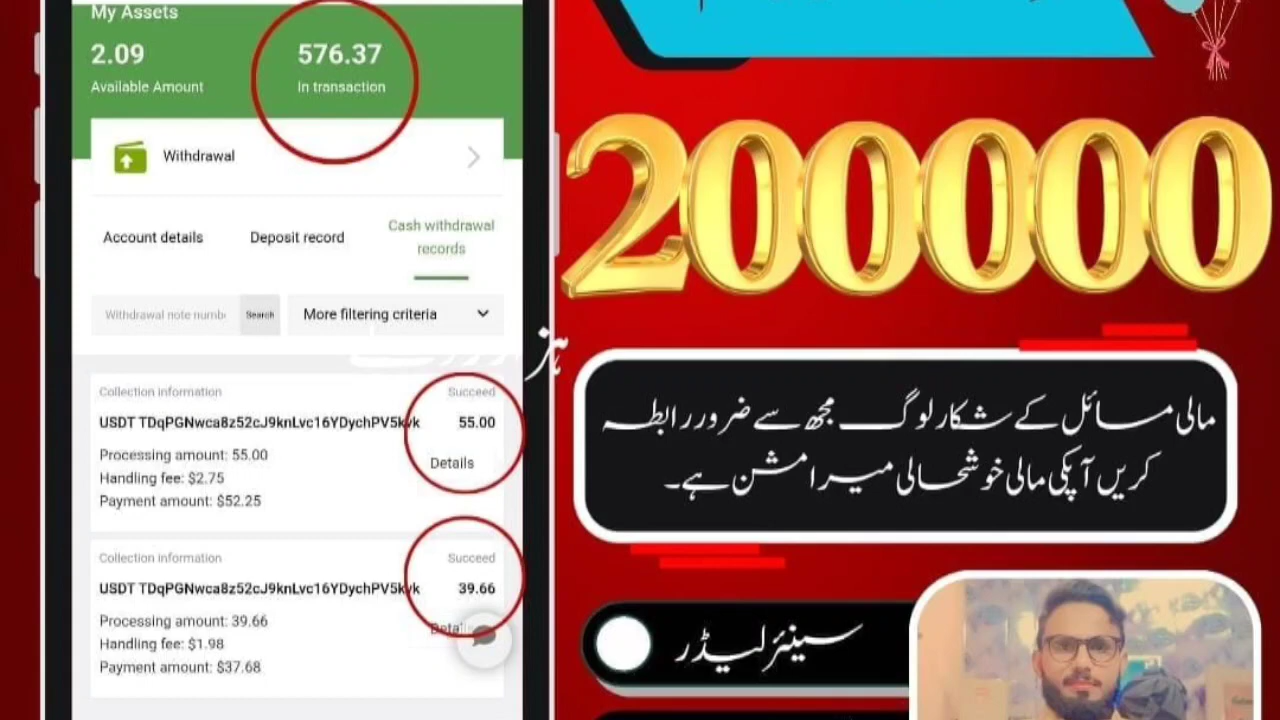 My Assets
2.09
576.37
Available Amount
In transaction
Withdrawal
Account details
Deposit record
Cash withdrawal
records
Withdrawal note numbe
Search
More filtering criteria
Collection information
Succeed
USDT TDqPGNwca8z52cJ9knLvc16YDychPV5kvk
55.00
Processing amount: 55.00
Details
Handling fee: $2.75
Payment amount: $52.25
Collection information
Succeed
USDT TDqPGNwca8z52cJ9knLvc16YDychPV5kvk
39.66
Processing amount: 39.66
Handling fee: $1.98
Payment amount: $37.68
200000
مالی مسائل کے شکار لوگ مجھ سے ضرور رابطہ
کریں آپکی مالی خوشحالی میرا مشن ہے۔
سینئر لیڈر